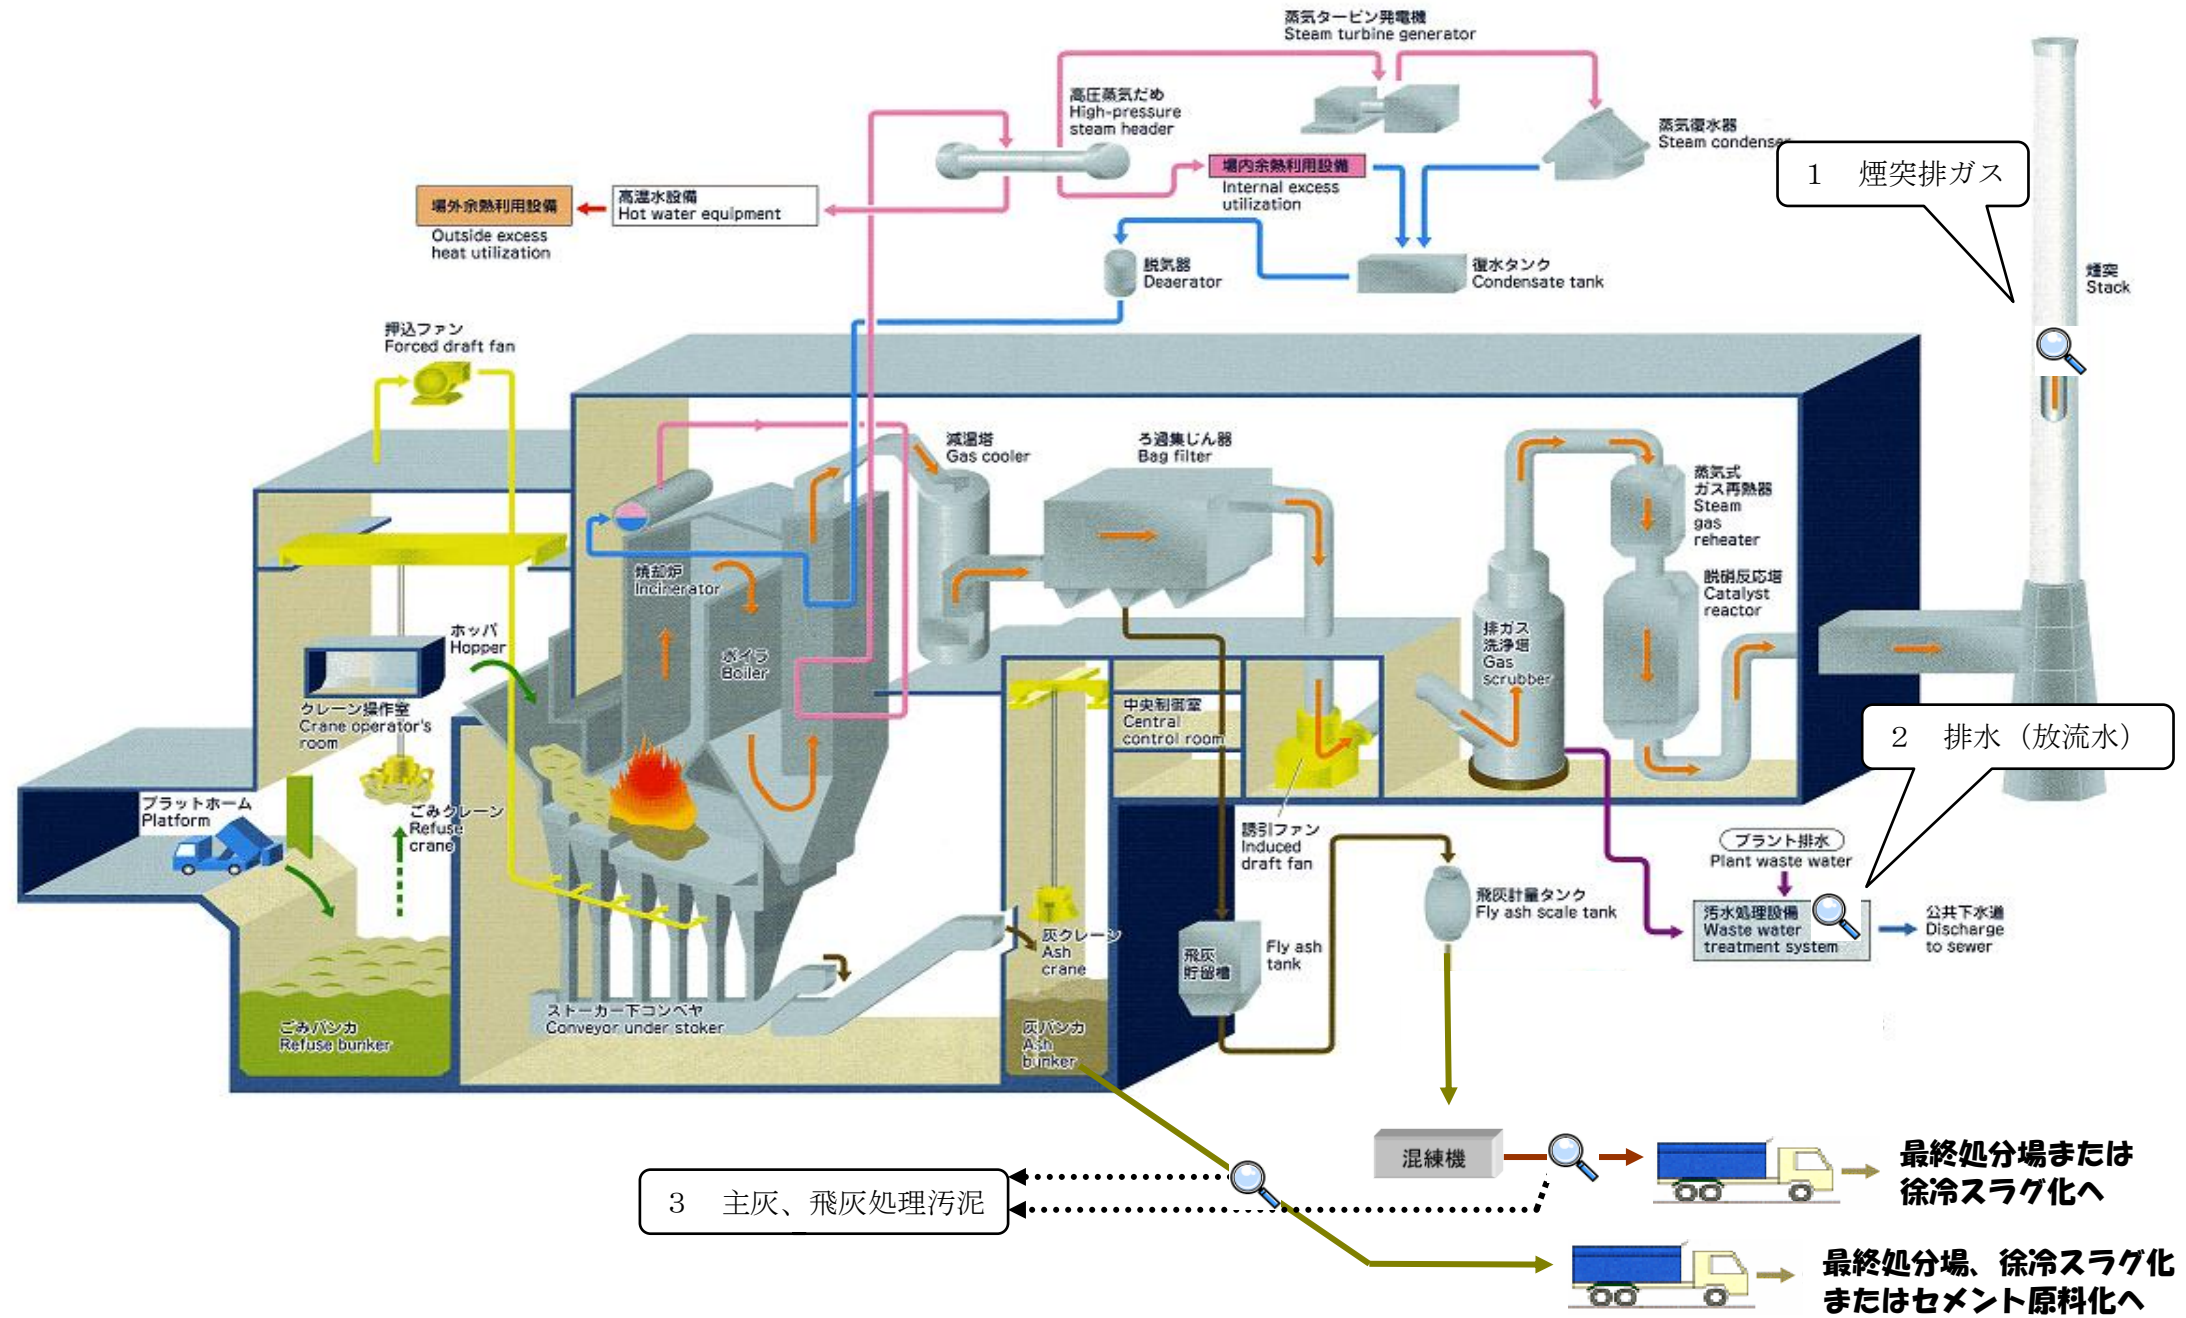 蒸気タービン発電機
Steam turbine generator
高圧蒸気だめ
High-pressure
steam header
蒸気復水器
Steam condenser
1 煙突排ガス
場内余熱利用設備
Internal excess
utilization
場外余熱利用設備
Outside excess
heat utilization
高温水設備
Hot water equipment
脱気器
Deaerator
復水タンク
Condensate tank
煙突
Stack
押込ファン
Forced draft fan
減温塔
Gas cooler
ろ過集じん器
Bag filter
蒸気式
ガス再熱器
Steam
gas
reheater
焼却炉
Incinerator
脱硝反応塔
Catalyst
reactor
ホッパ
Hopper
ボイラ
Boiler
排ガス
洗浄塔
Gas
scrubber
クレーン操作室
Crane operator's
room
中央制御室
Central
control room
2 排水（放流水）
プラットホーム
Platform
ごみクレーン
Refuse
crane
誘引ファン
Induced
draft fan
プラント排水
Plant waste water
飛灰計量タンク
Fly ash scale tank
汚水処理設備
Waste water
treatment system
公共下水道
Discharge
to sewer
灰クレーン
Ash
crane
飛灰
貯留槽
Fly ash
tank
ストーカー下コンベヤ
Conveyor under stoker
ごみバンカ
Refuse bunker
灰バンカ
Ash
bunker
混練機
最終処分場または
徐冷スラグ化へ
3 主灰、飛灰処理汚泥
最終処分場、徐冷スラグ化
またはセメント原料化へ